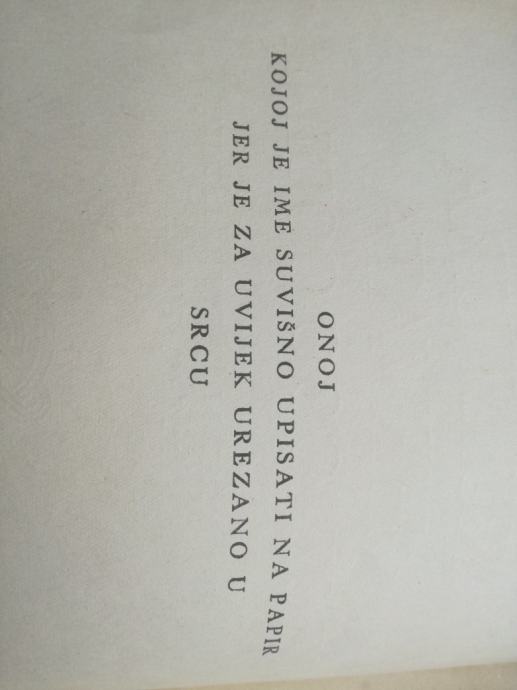 ONOJ
KOJOJ JE IME SUVIŠNO UPISATI NA PAPIR
JER JE ZA UVIJEK UREZANO U
SRCU